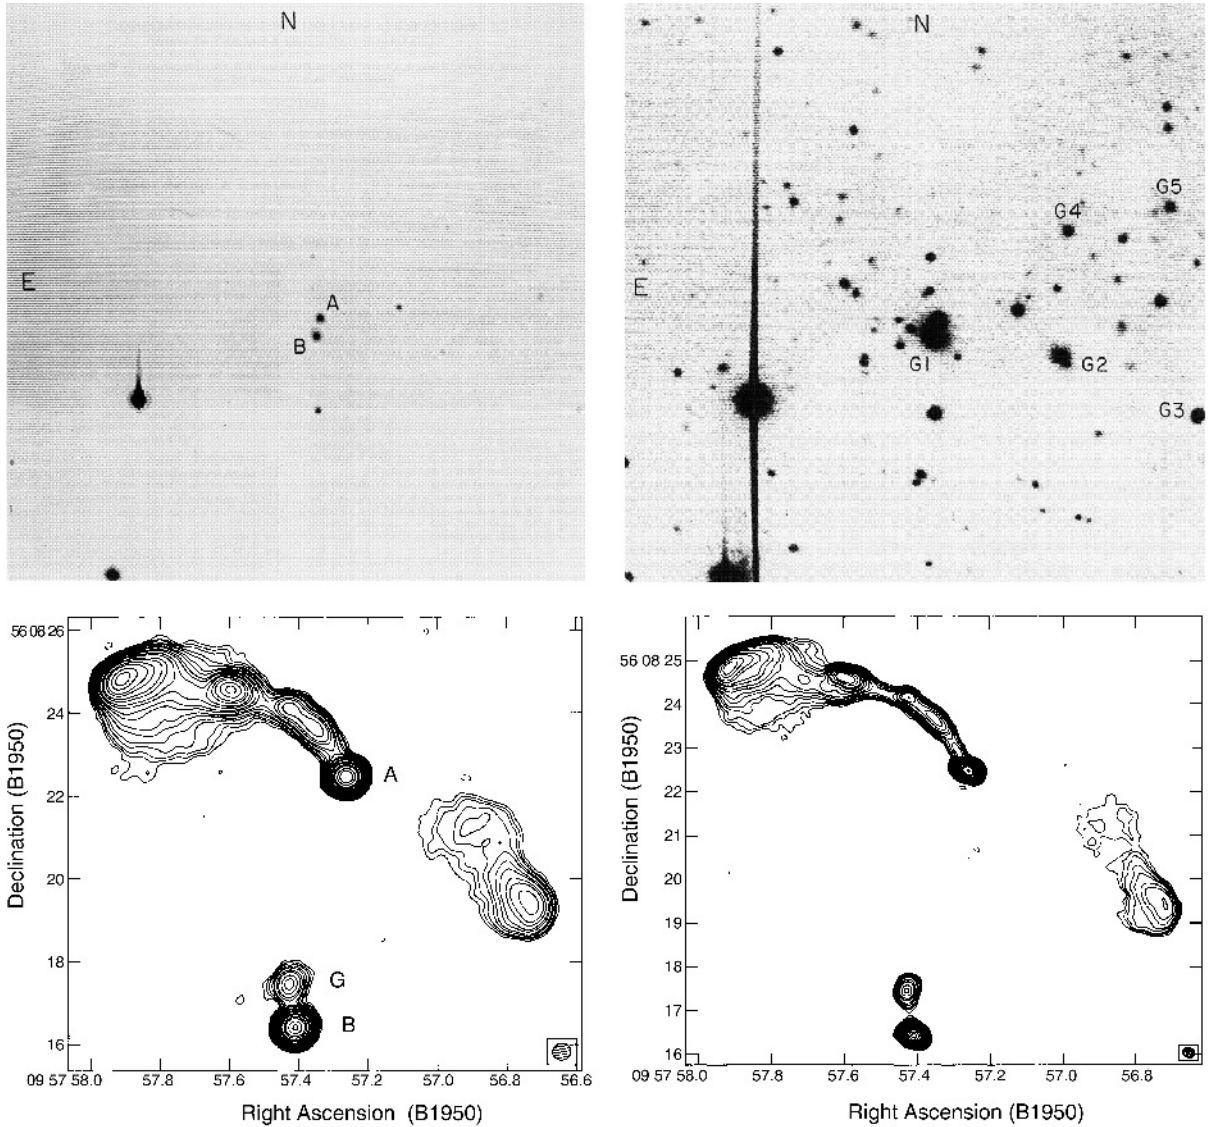 N
E
A
B
N
E
G5
G4
G1
G2
G3
56 08 26
24
22
20
18
16
Declination (B1950)
A
G
B
09 57 58.0 57.8 57.6 57.4 57.2 57.0 56.8 56.6
Right Ascension (B1950)
56 08 25
24
23
22
21
20
19
18
17
16
Declination (B1950)
09 57 58.0 57.8 57.6 57.4 57.2 57.0 56.8
Right Ascension (B1950)